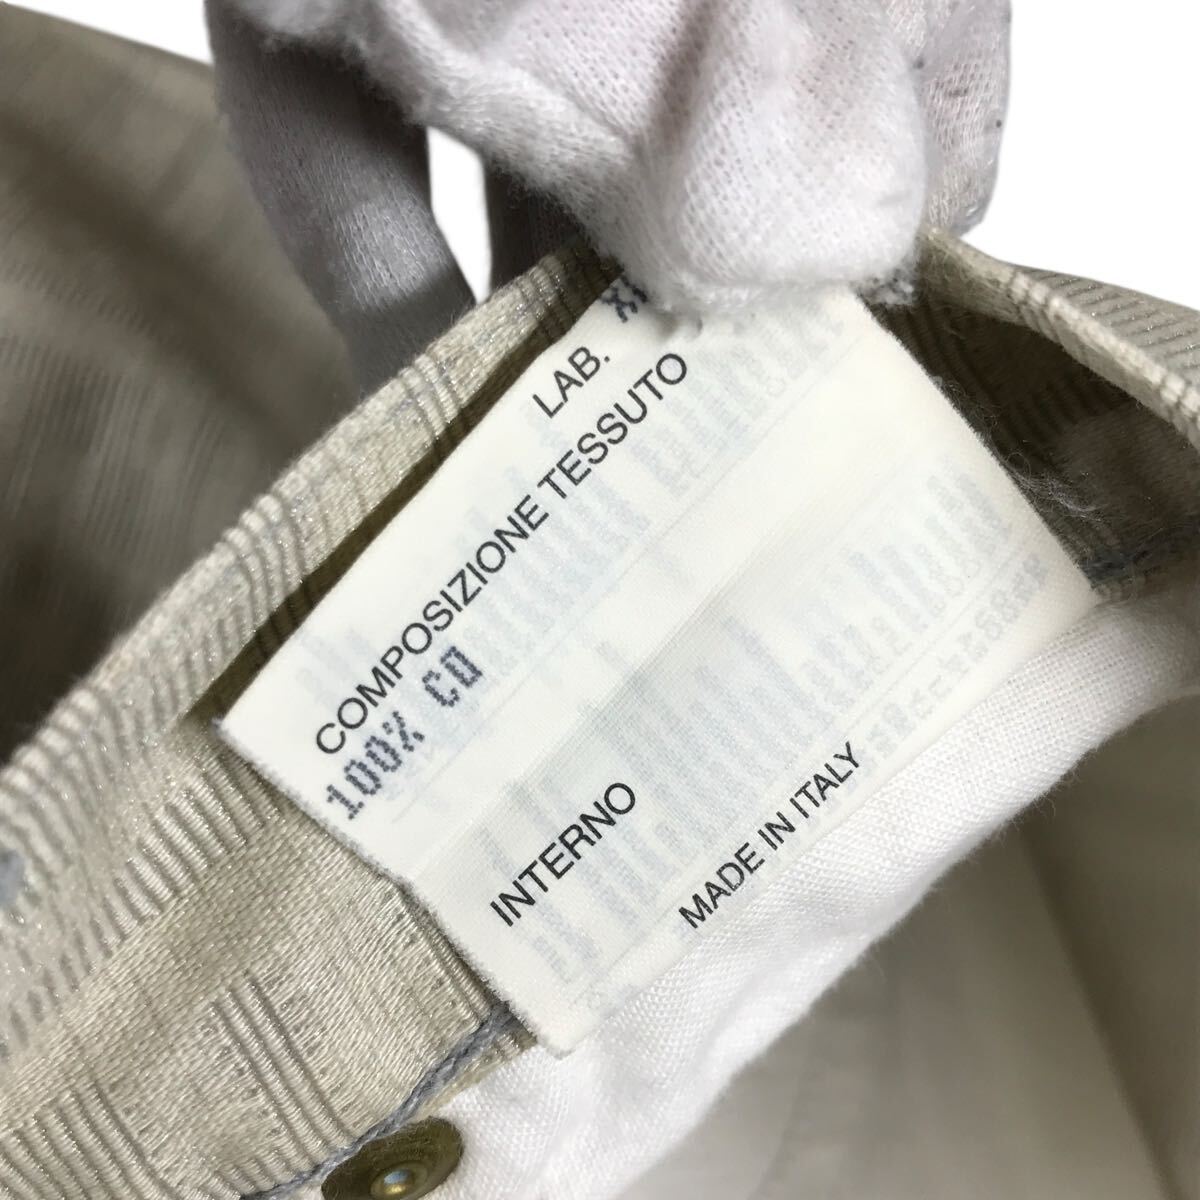 LAB.
COMPOSIZIONE TESSUTO
100% CO
INTERNO
MADE IN ITALY